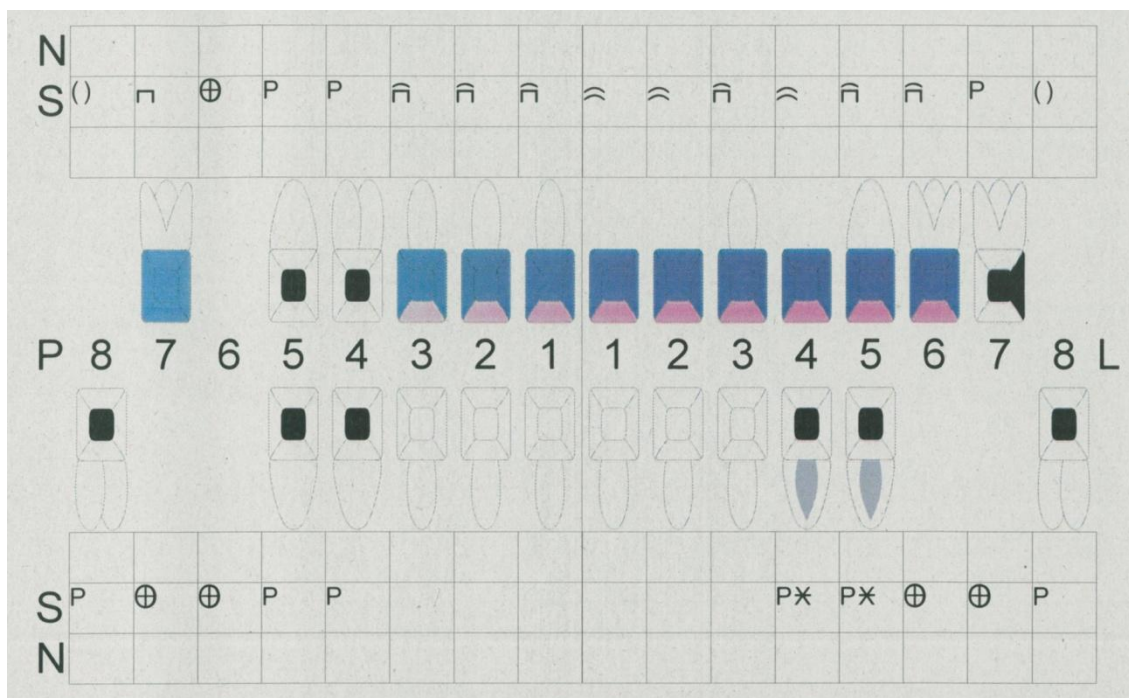 N
S () ⊓ ⊕ P P ⩃ ⩃ ⩃ ⌢ ⌢ ⩃ ⌢ ⩃ ⩃ P ()
P 8 7 6 5 4 3 2 1 1 2 3 4 5 6 7 8 L
S P ⊕ ⊕ P P P* P* ⊕ ⊕ P
N